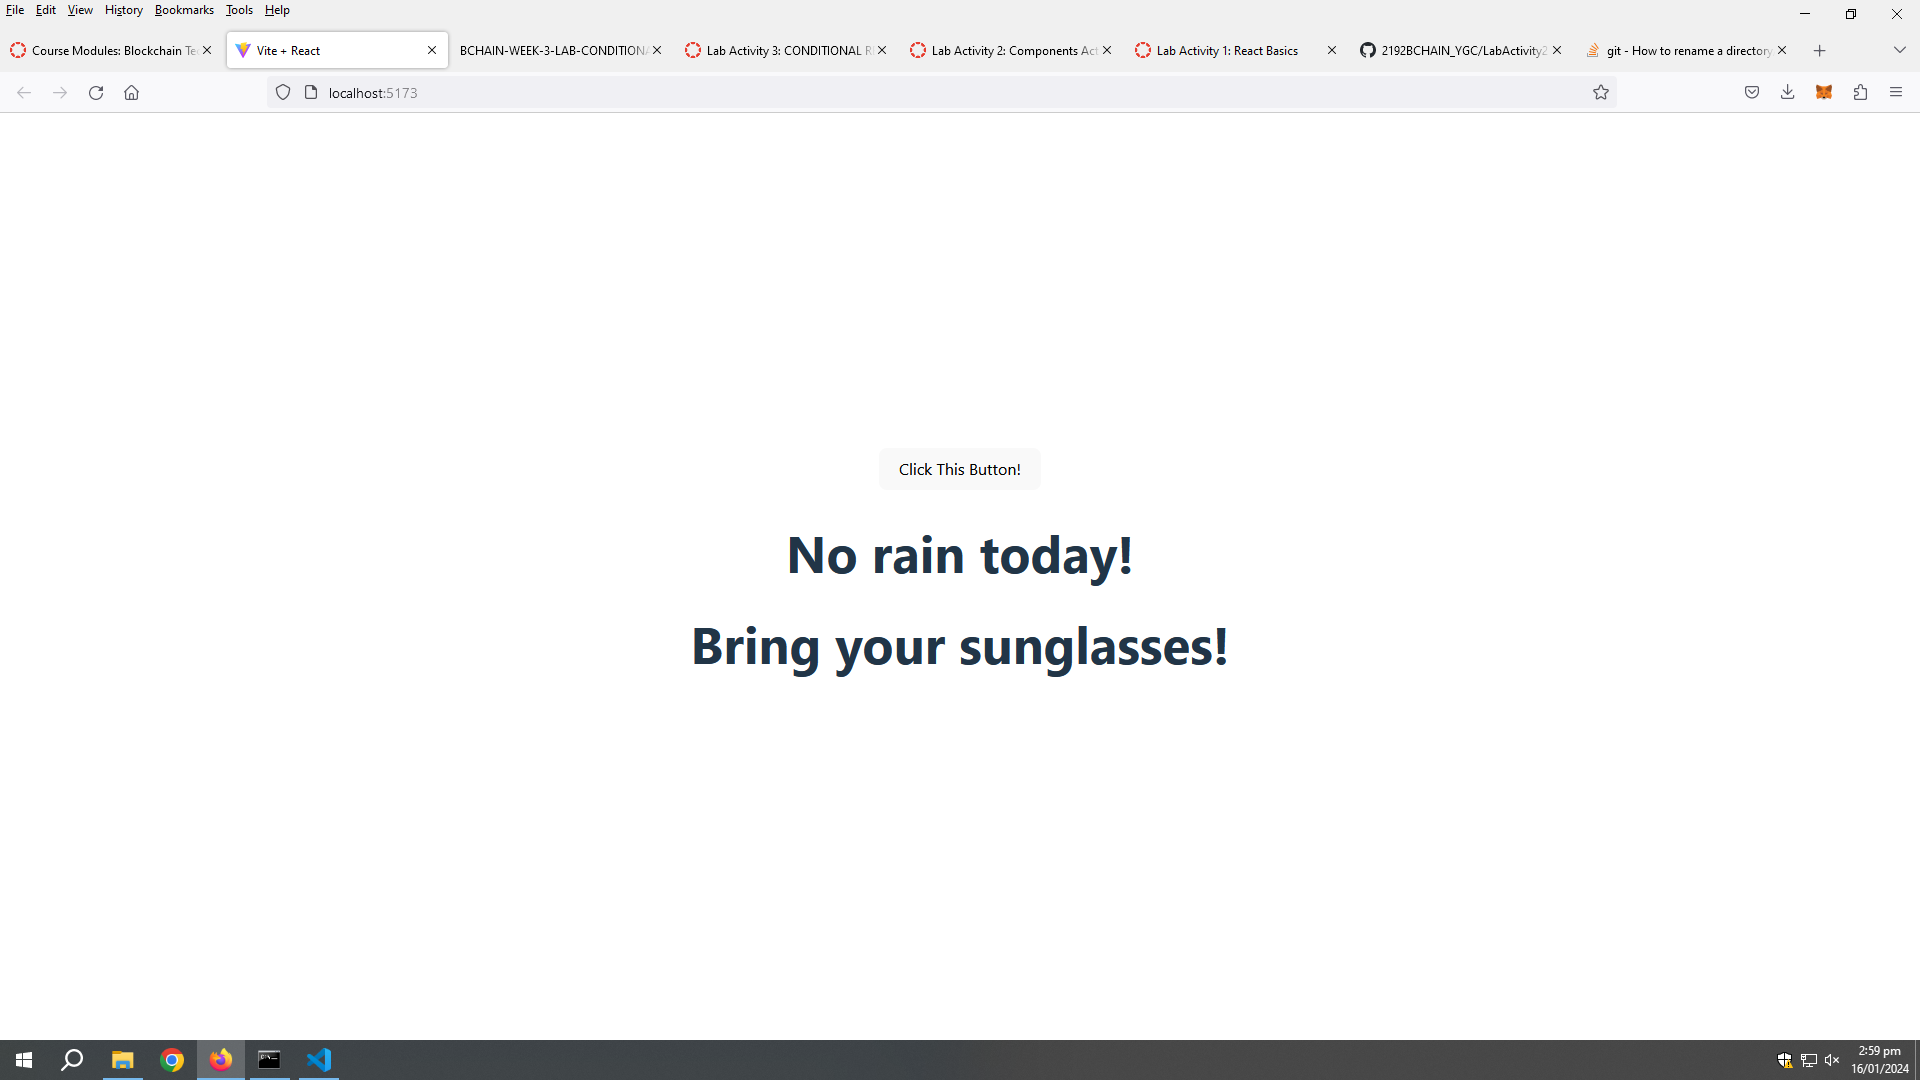 File Edit View History Bookmarks Tools Help
Course Modules: Blockchain Te
Vite + React
BCHAIN-WEEK-3-LAB-CONDITIONA
Lab Activity 3: CONDITIONAL R
Lab Activity 2: Components Act
Lab Activity 1: React Basics
2192BCHAIN_YGC/LabActivity2
git - How to rename a directory
localhost:5173
Click This Button!
No rain today!
Bring your sunglasses!
2:59 pm
16/01/2024